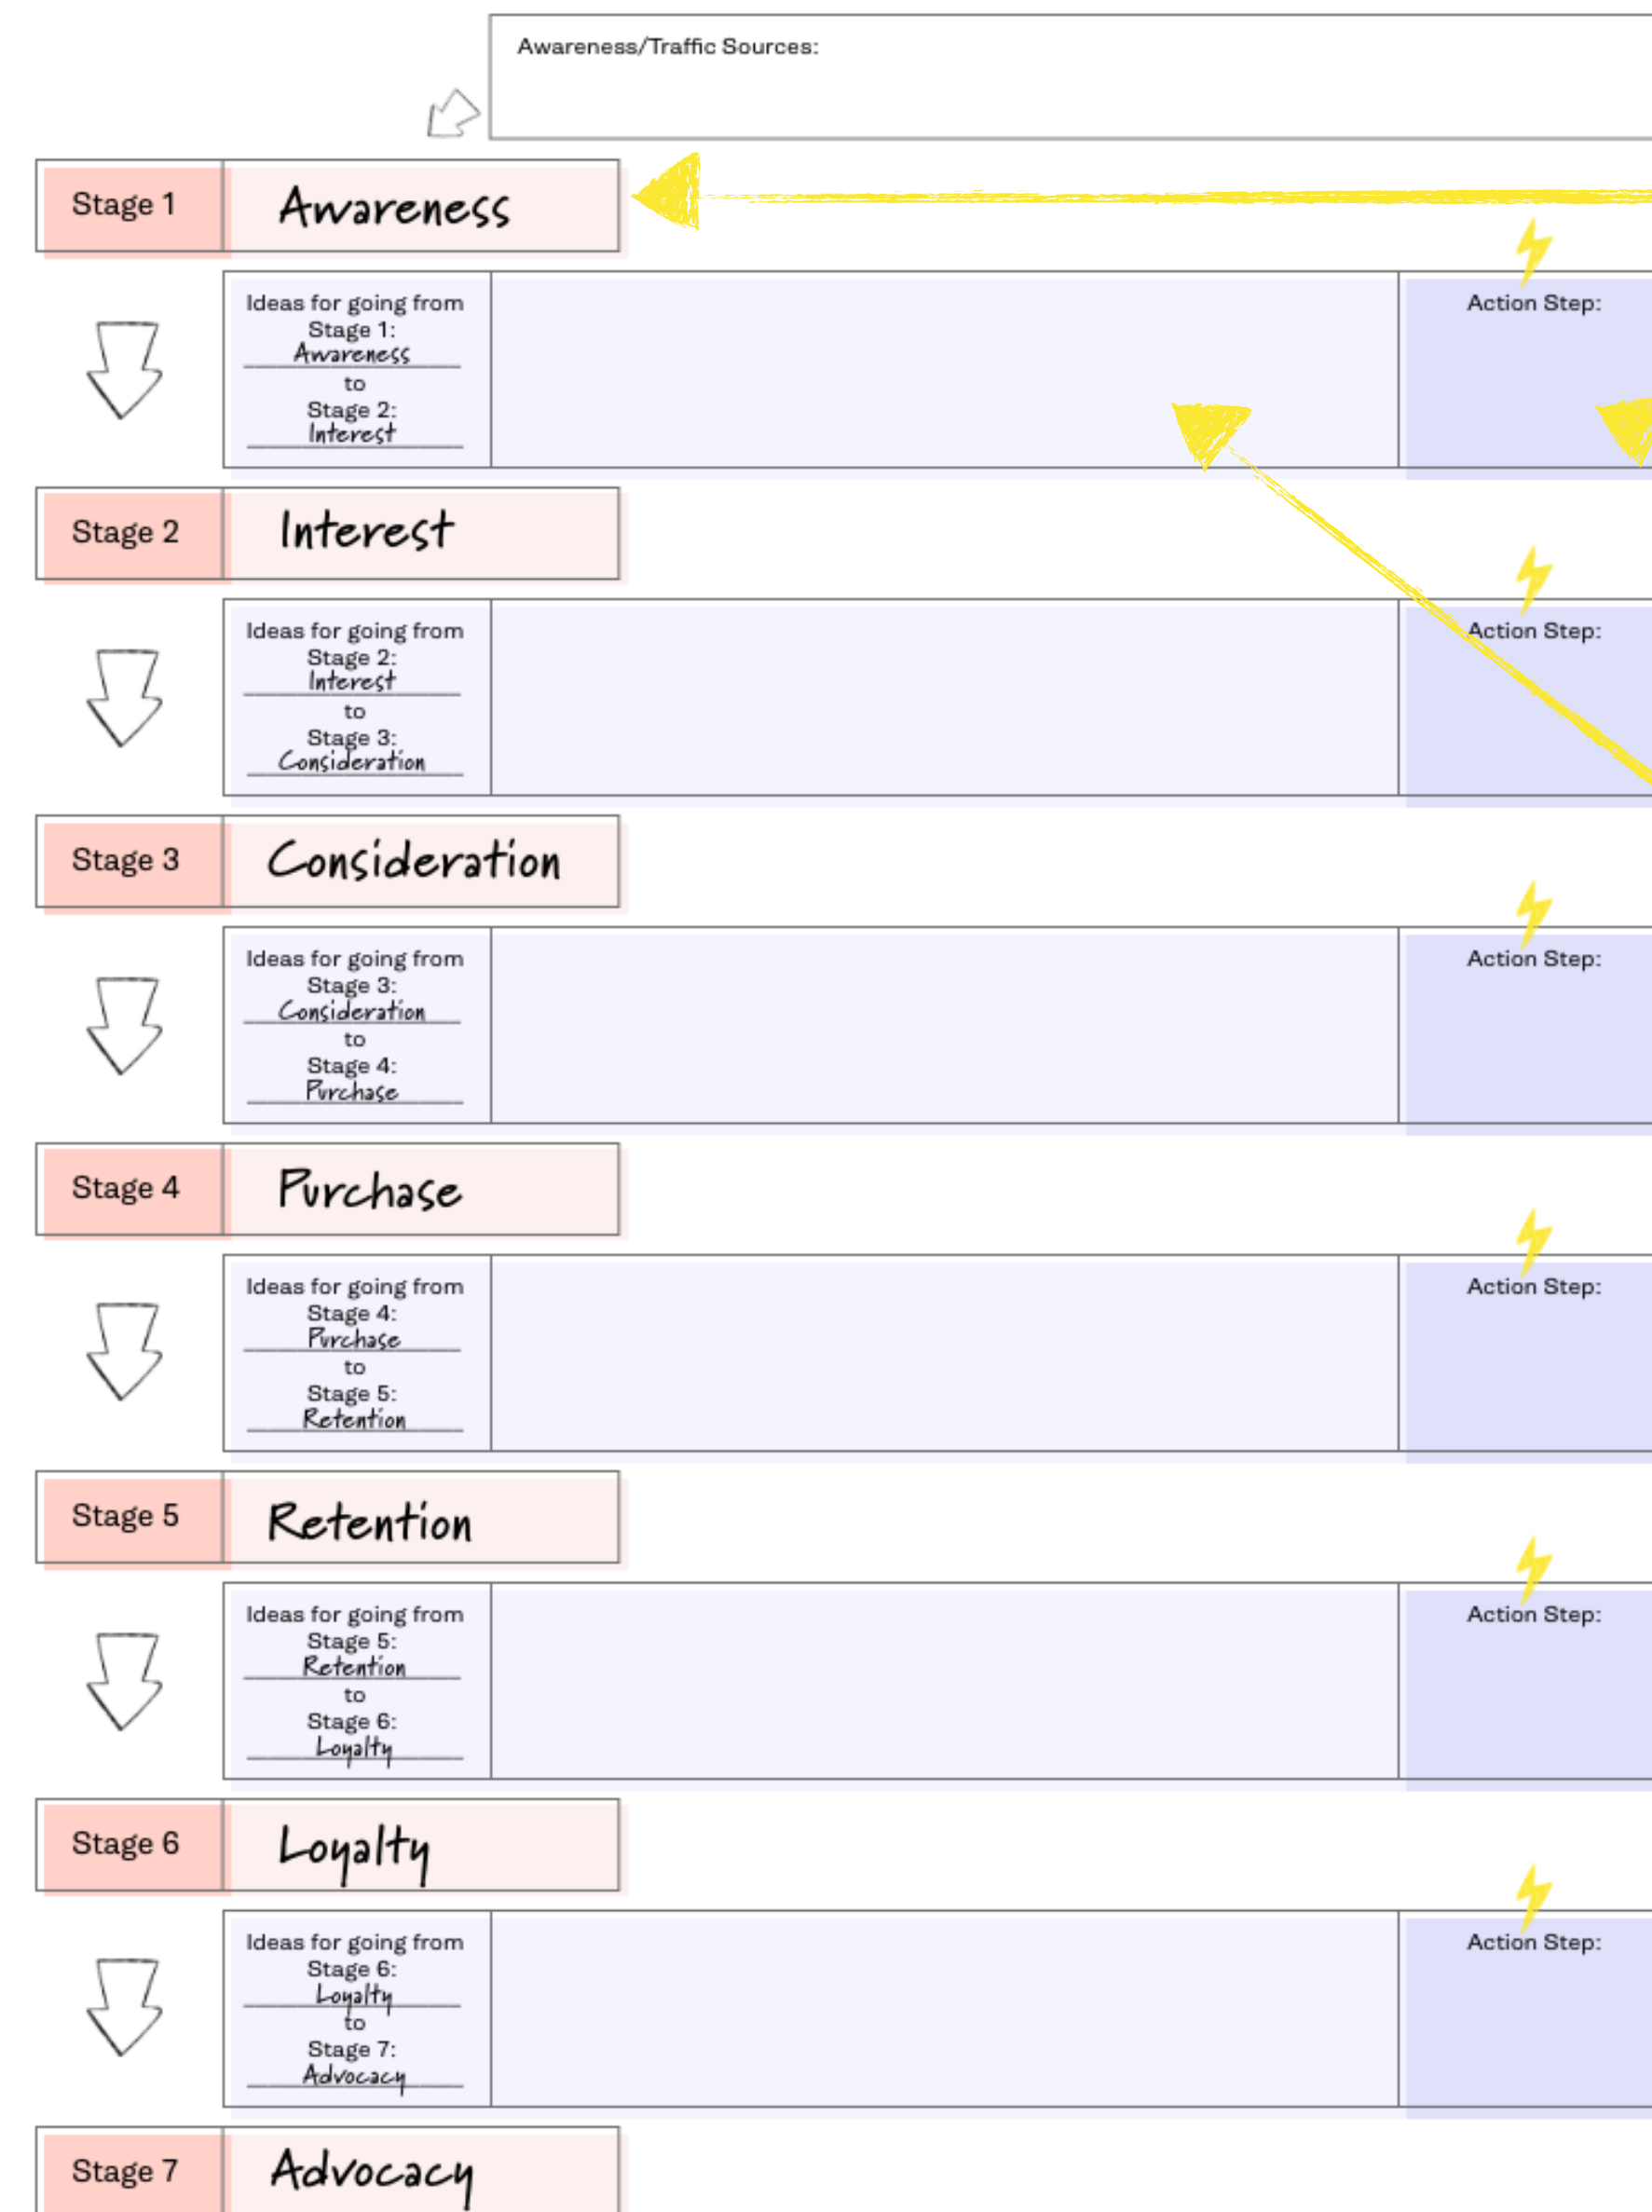 Awareness/Traffic Sources:
Stage 1
Awareness
Ideas for going from
Stage 1:
Awareness
to
Stage 2:
Interest
Action Step:
Stage 2
Interest
Ideas for going from
Stage 2:
Interest
to
Stage 3:
Consideration
Action Step:
Stage 3
Consideration
Ideas for going from
Stage 3:
Consideration
to
Stage 4:
Purchase
Action Step:
Stage 4
Purchase
Ideas for going from
Stage 4:
Purchase
to
Stage 5:
Retention
Action Step:
Stage 5
Retention
Ideas for going from
Stage 5:
Retention
to
Stage 6:
Loyalty
Action Step:
Stage 6
Loyalty
Ideas for going from
Stage 6:
Loyalty
to
Stage 7:
Advocacy
Action Step:
Stage 7
Advocacy